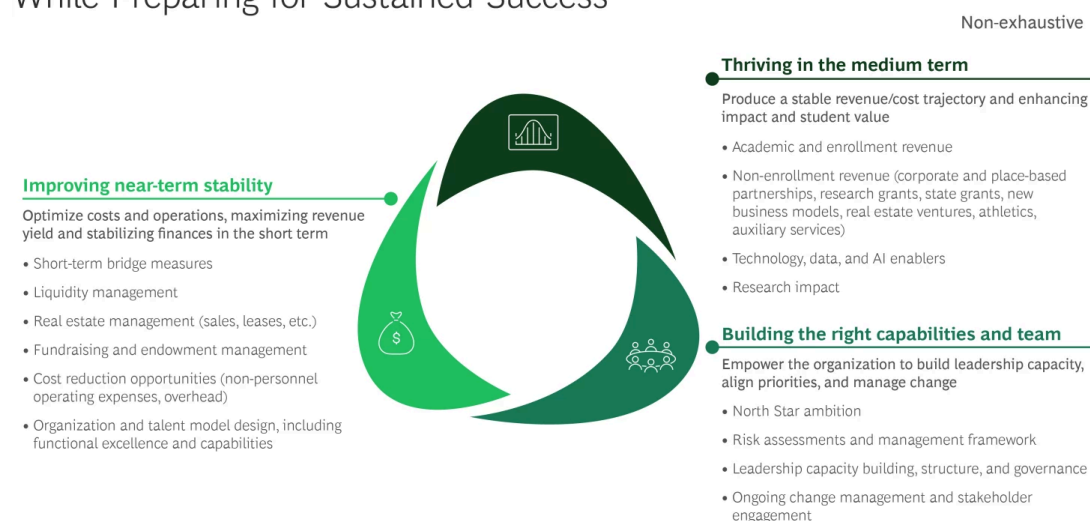 While Preparing for Sustained Success
Non-exhaustive
Improving near-term stability
Optimize costs and operations, maximizing revenue
yield and stabilizing finances in the short term
• Short-term bridge measures
• Liquidity management
• Real estate management (sales, leases, etc.)
• Fundraising and endowment management
• Cost reduction opportunities (non-personnel
operating expenses, overhead)
• Organization and talent model design, including
functional excellence and capabilities
$
Thriving in the medium term
Produce a stable revenue/cost trajectory and enhancing
impact and student value
• Academic and enrollment revenue
• Non-enrollment revenue (corporate and place-based
partnerships, research grants, state grants, new
business models, real estate ventures, athletics,
auxiliary services)
• Technology, data, and AI enablers
• Research impact
Building the right capabilities and team
Empower the organization to build leadership capacity,
align priorities, and manage change
• North Star ambition
• Risk assessments and management framework
• Leadership capacity building, structure, and governance
• Ongoing change management and stakeholder
engagement